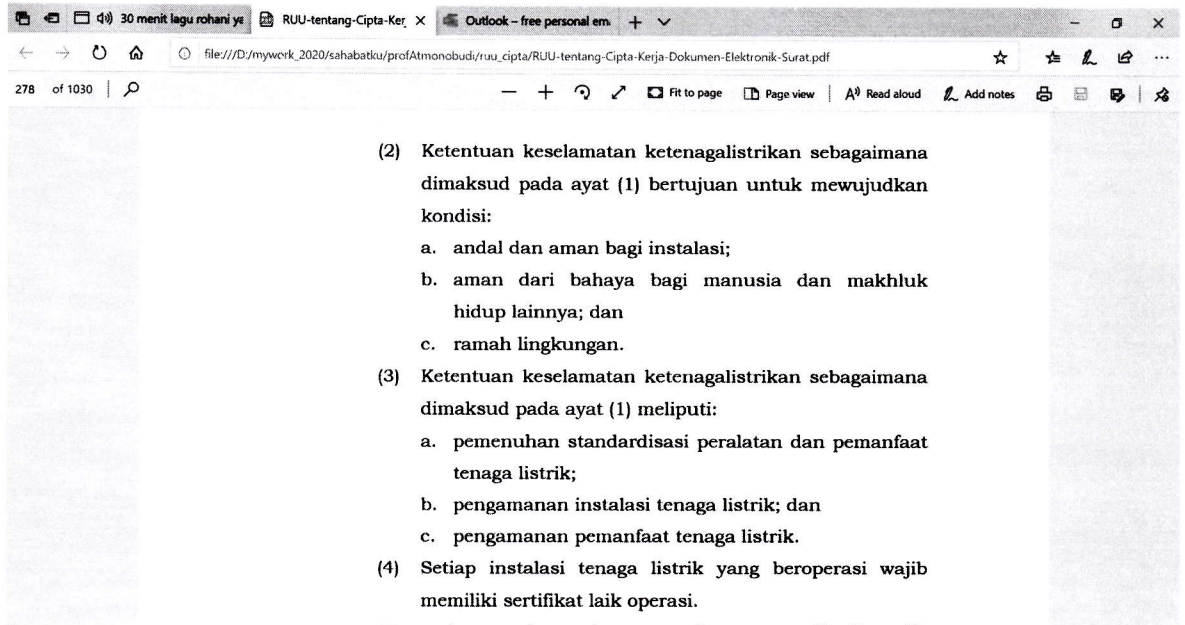 30 menit lagu rohani ye
RUU-tentang-Cipta-Ker
Outlook – free personal em
file:///D:/mywork_2020/sahabatku/profAtmonobudi/ruu_cipta/RUU-tentang-Cipta-Kerja-Dokumen-Elektronik-Surat.pdf
278 of 1030
Fit to page
Page view
Read aloud
Add notes
(2) Ketentuan keselamatan ketenagalistrikan sebagaimana
dimaksud pada ayat (1) bertujuan untuk mewujudkan
kondisi:
a. andal dan aman bagi instalasi;
b. aman dari bahaya bagi manusia dan makhluk
hidup lainnya; dan
c. ramah lingkungan.
(3) Ketentuan keselamatan ketenagalistrikan sebagaimana
dimaksud pada ayat (1) meliputi:
a. pemenuhan standardisasi peralatan dan pemanfaat
tenaga listrik;
b. pengamanan instalasi tenaga listrik; dan
c. pengamanan pemanfaat tenaga listrik.
(4) Setiap instalasi tenaga listrik yang beroperasi wajib
memiliki sertifikat laik operasi.